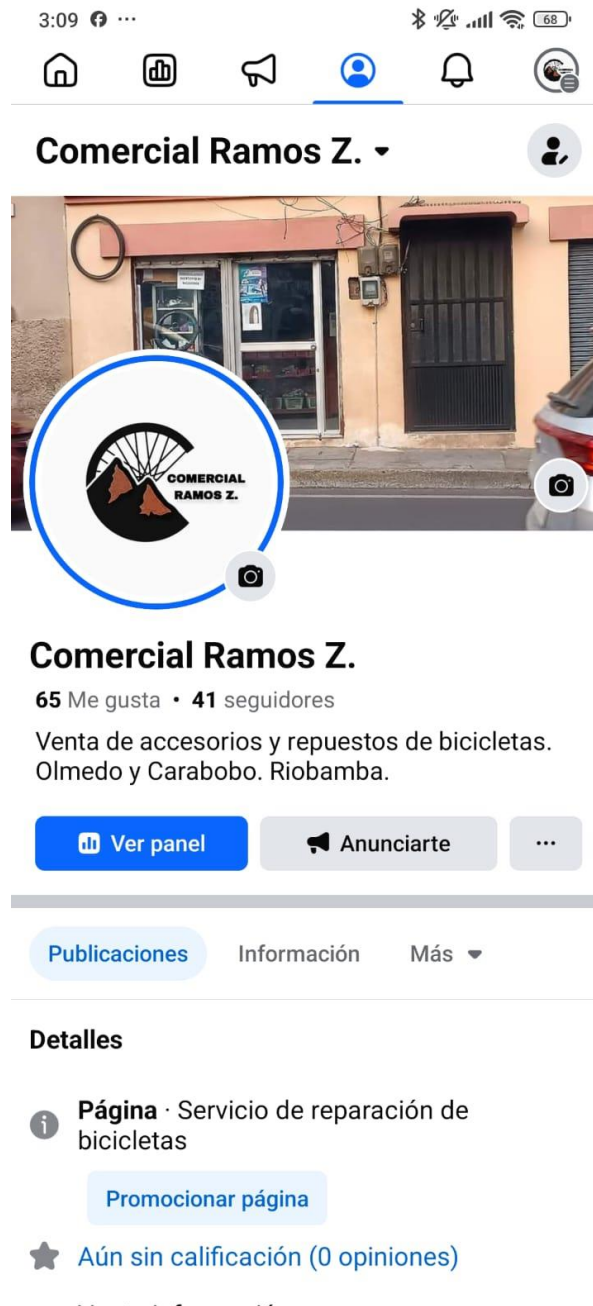 3:09
68
Comercial Ramos Z.
COMERCIAL
RAMOS Z.
Comercial Ramos Z.
65 Me gusta • 41 seguidores
Venta de accesorios y repuestos de bicicletas.
Olmedo y Carabobo. Riobamba.
Ver panel
Anunciarte
Publicaciones
Información
Más
Detalles
Página · Servicio de reparación de
bicicletas
Promocionar página
Aún sin calificación (0 opiniones)